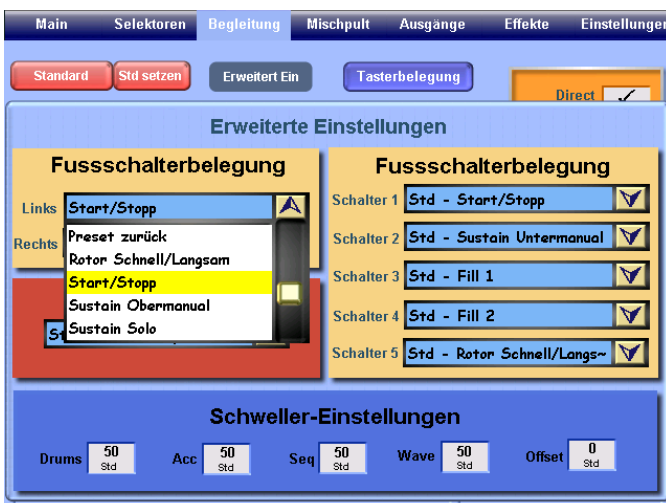 Main Selektoren Begleitung Mischpult Ausgänge Effekte Einstellunge
Standard Std setzen Erweitert Ein Tasterbelegung
Direct
Erweiterte Einstellungen
Fussschalterbelegung
Links Start/Stopp
Rechts
Preset zurück
Rotor Schnell/Langsam
Start/Stopp
Sustain Obermanual
Sustain Solo
St
Fussschalterbelegung
Schalter 1 Std - Start/Stopp
Schalter 2 Std - Sustain Untermanual
Schalter 3 Std - Fill 1
Schalter 4 Std - Fill 2
Schalter 5 Std - Rotor Schnell/Langs~
Schweller-Einstellungen
Drums 50 Std Acc 50 Std Seq 50 Std Wave 50 Std Offset 0 Std